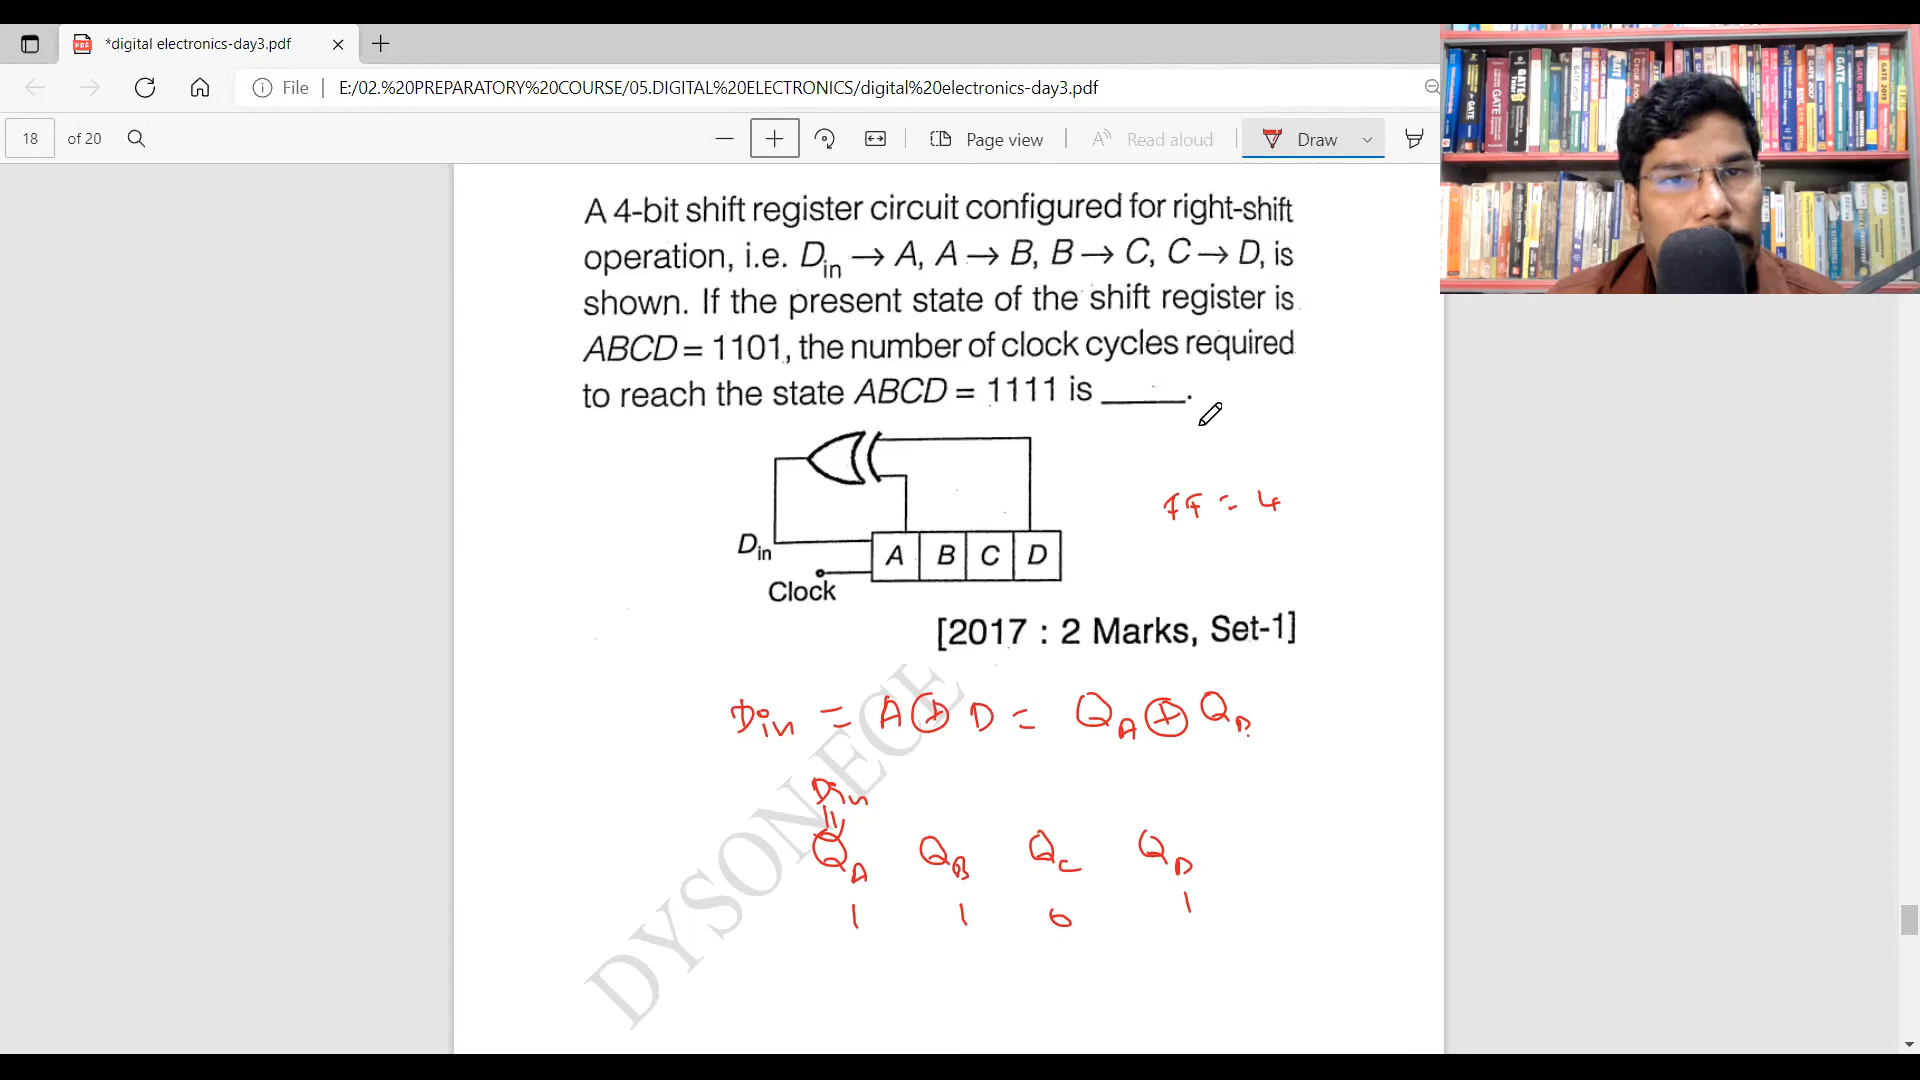 *digital electronics-day3.pdf
File E:/02.%20PREPARATORY%20COURSE/05.DIGITAL%20ELECTRONICS/digital%20electronics-day3.pdf
18 of 20 Page view Read aloud Draw
A 4-bit shift register circuit configured for right-shift
operation, i.e. Din → A, A → B, B → C, C → D, is
shown. If the present state of the shift register is
ABCD = 1101, the number of clock cycles required
to reach the state ABCD = 1111 is _____.
FF = 4
Din A B C D
Clock
[2017 : 2 Marks, Set-1]
Din = A ⊕ D = QA ⊕ QD
Din
QA QB QC QD
1 1 0 1
DYSON ECE